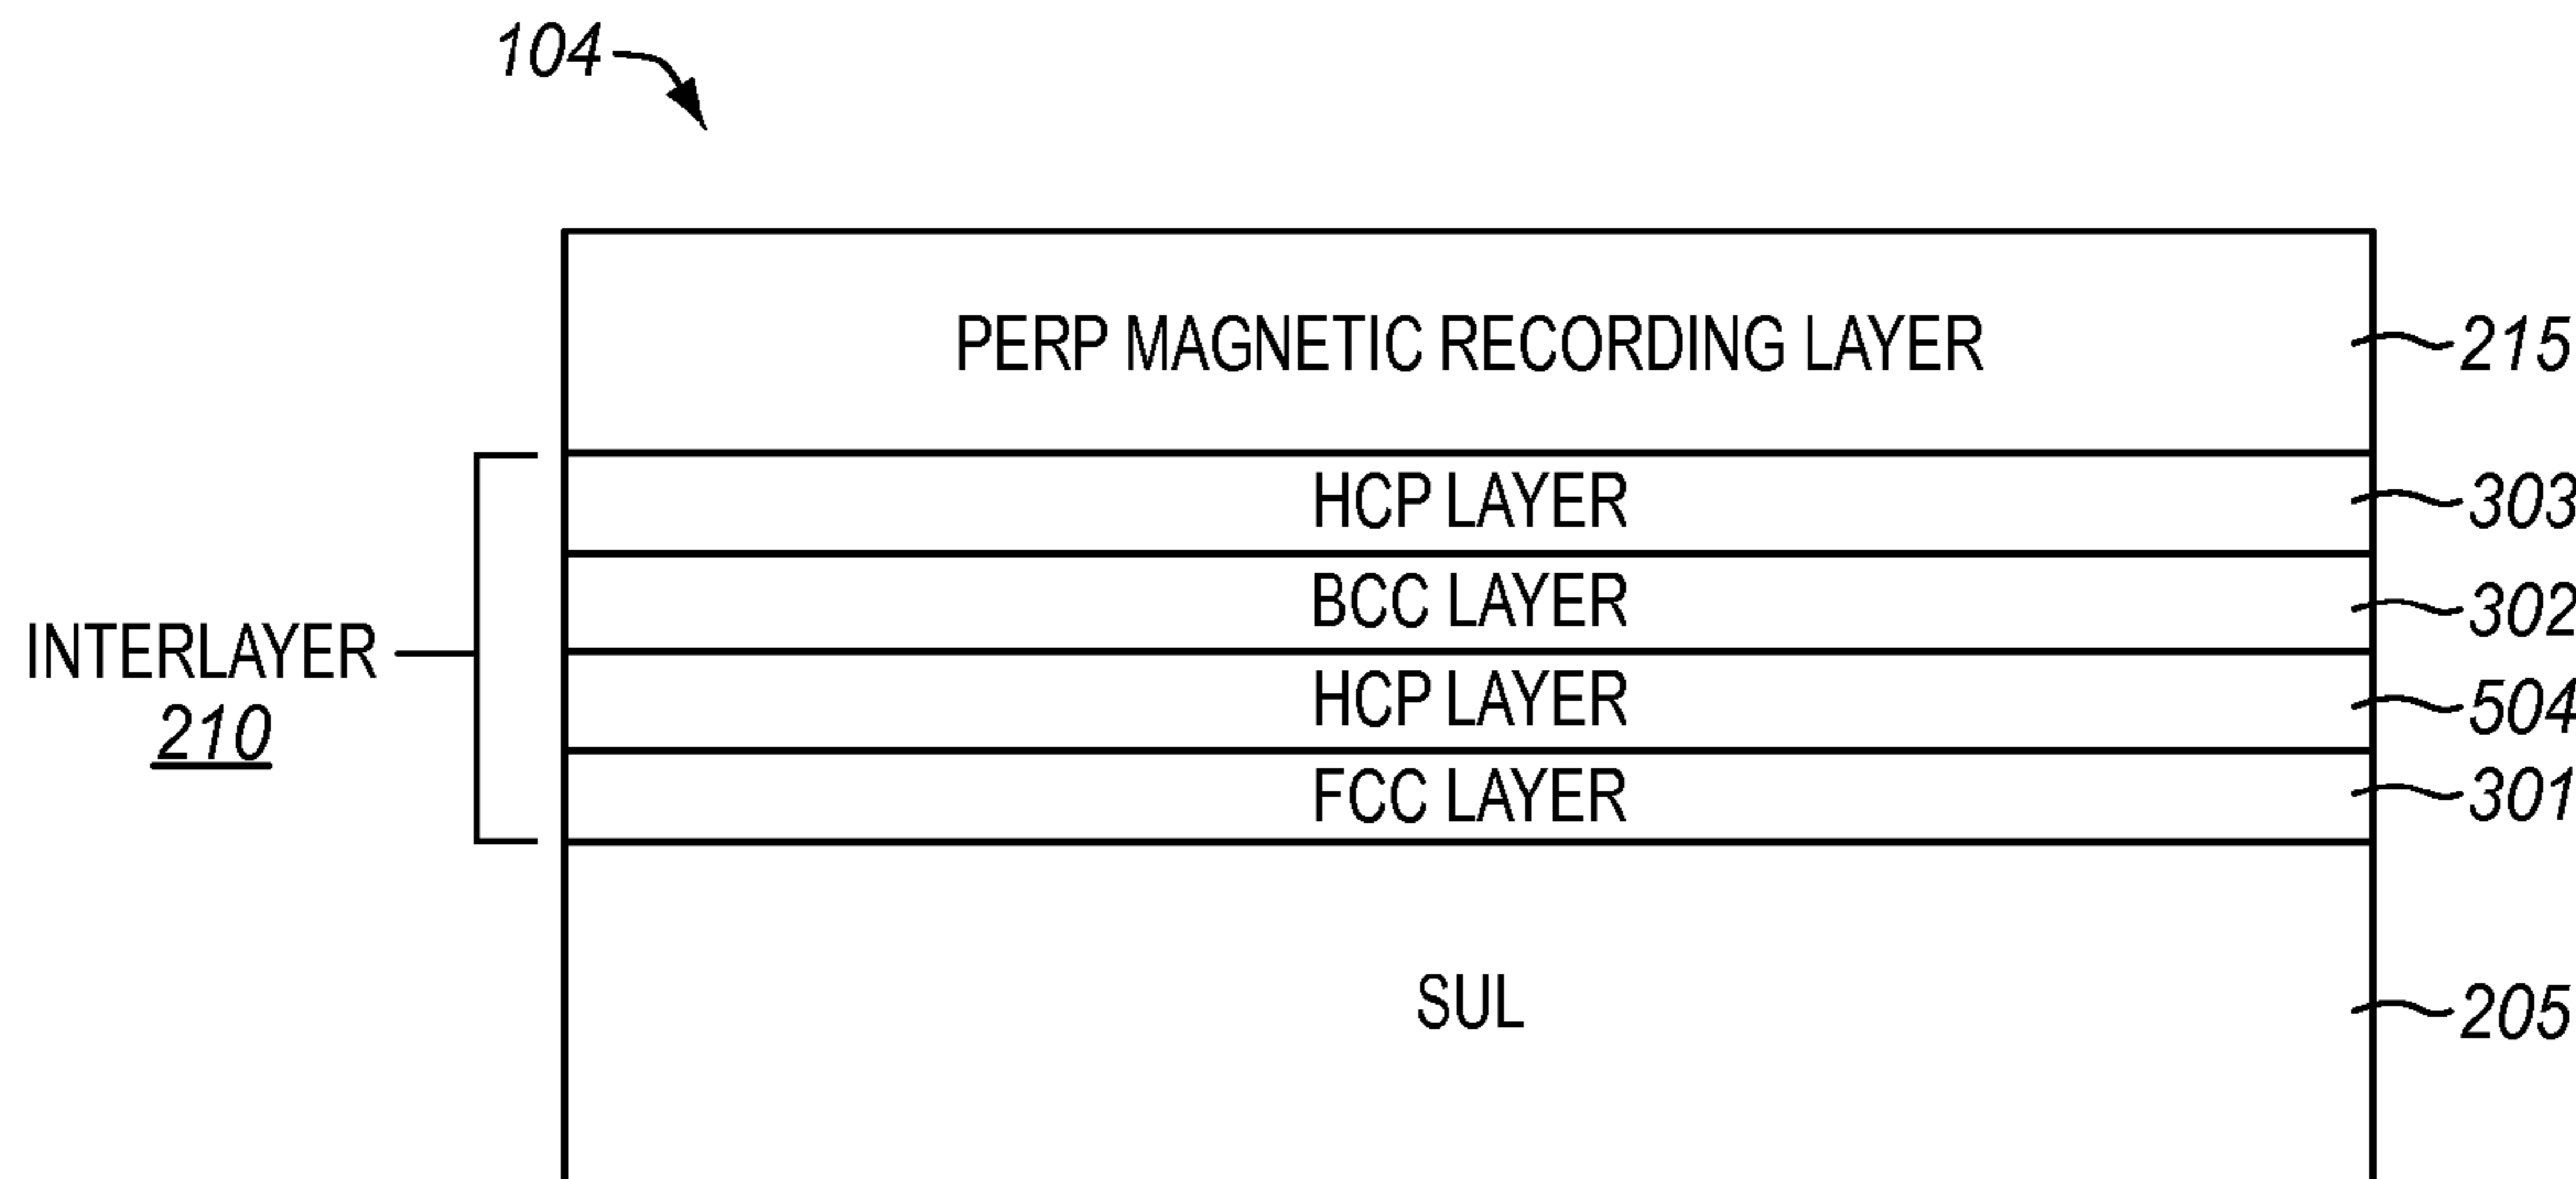 104
PERP MAGNETIC RECORDING LAYER
215
HCP LAYER
303
BCC LAYER
302
INTERLAYER
210
HCP LAYER
504
FCC LAYER
301
SUL
205